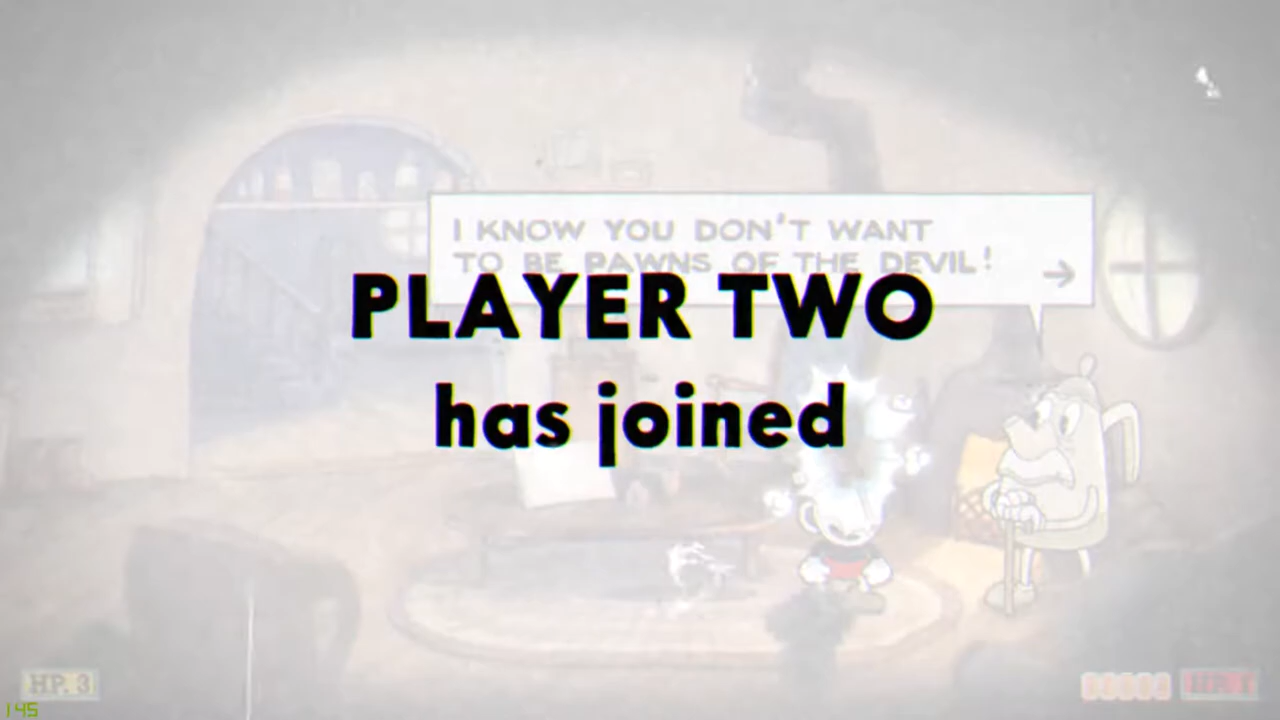 I KNOW YOU DON'T WANT
TO BE PAWNS OF THE DEVIL!
PLAYER TWO
has joined
HP. 3
HP. 1
145